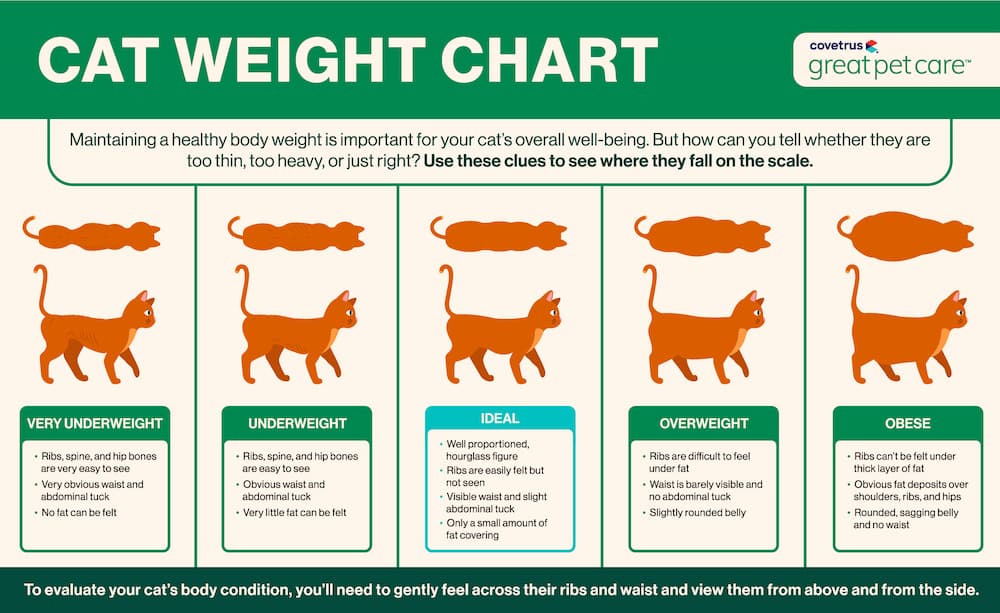 CAT WEIGHT CHART
covetrus
greatpetcare™
Maintaining a healthy body weight is important for your cat's overall well-being. But how can you tell whether they are
too thin, too heavy, or just right? Use these clues to see where they fall on the scale.
VERY UNDERWEIGHT
• Ribs, spine, and hip bones
are very easy to see
• Very obvious waist and
abdominal tuck
• No fat can be felt
UNDERWEIGHT
• Ribs, spine, and hip bones
are easy to see
• Obvious waist and
abdominal tuck
• Very little fat can be felt
IDEAL
• Well proportioned,
hourglass figure
• Ribs are easily felt but
not seen
• Visible waist and slight
abdominal tuck
• Only a small amount of
fat covering
OVERWEIGHT
• Ribs are difficult to feel
under fat
• Waist is barely visible and
no abdominal tuck
• Slightly rounded belly
OBESE
• Ribs can't be felt under
thick layer of fat
• Obvious fat deposits over
shoulders, ribs, and hips
• Rounded, sagging belly
and no waist
To evaluate your cat's body condition, you'll need to gently feel across their ribs and waist and view them from above and from the side.